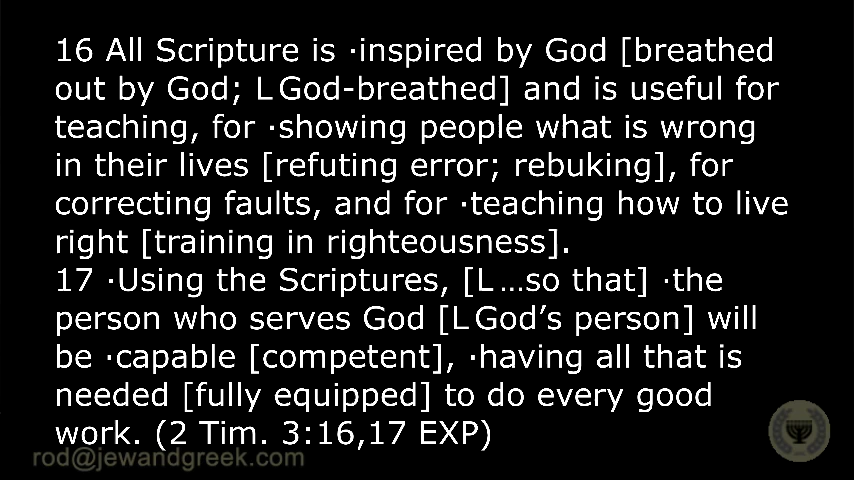 16 All Scripture is ·inspired by God [breathed
out by God; L God-breathed] and is useful for
teaching, for ·showing people what is wrong
in their lives [refuting error; rebuking], for
correcting faults, and for ·teaching how to live
right [training in righteousness].
17 ·Using the Scriptures, [L …so that] ·the
person who serves God [L God’s person] will
be ·capable [competent], ·having all that is
needed [fully equipped] to do every good
work. (2 Tim. 3:16,17 EXP)
rod@jewandgreek.com